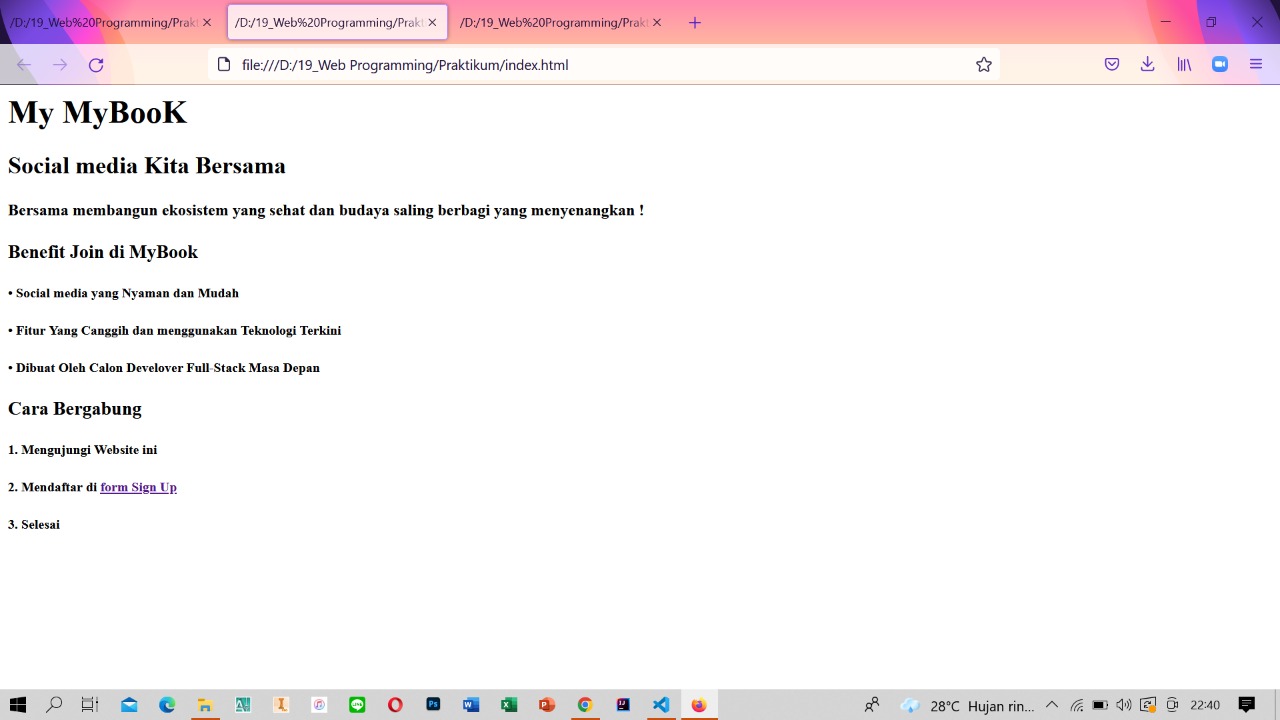 /D:/19_Web%20Programming/Prakt
/D:/19_Web%20Programming/Prakt
/D:/19_Web%20Programming/Prakt
file:///D:/19_Web Programming/Praktikum/index.html
My MyBooK
Social media Kita Bersama
Bersama membangun ekosistem yang sehat dan budaya saling berbagi yang menyenangkan !
Benefit Join di MyBook
• Social media yang Nyaman dan Mudah
• Fitur Yang Canggih dan menggunakan Teknologi Terkini
• Dibuat Oleh Calon Develover Full-Stack Masa Depan
Cara Bergabung
1. Mengujungi Website ini
2. Mendaftar di form Sign Up
3. Selesai
28°C Hujan rin... 22:40